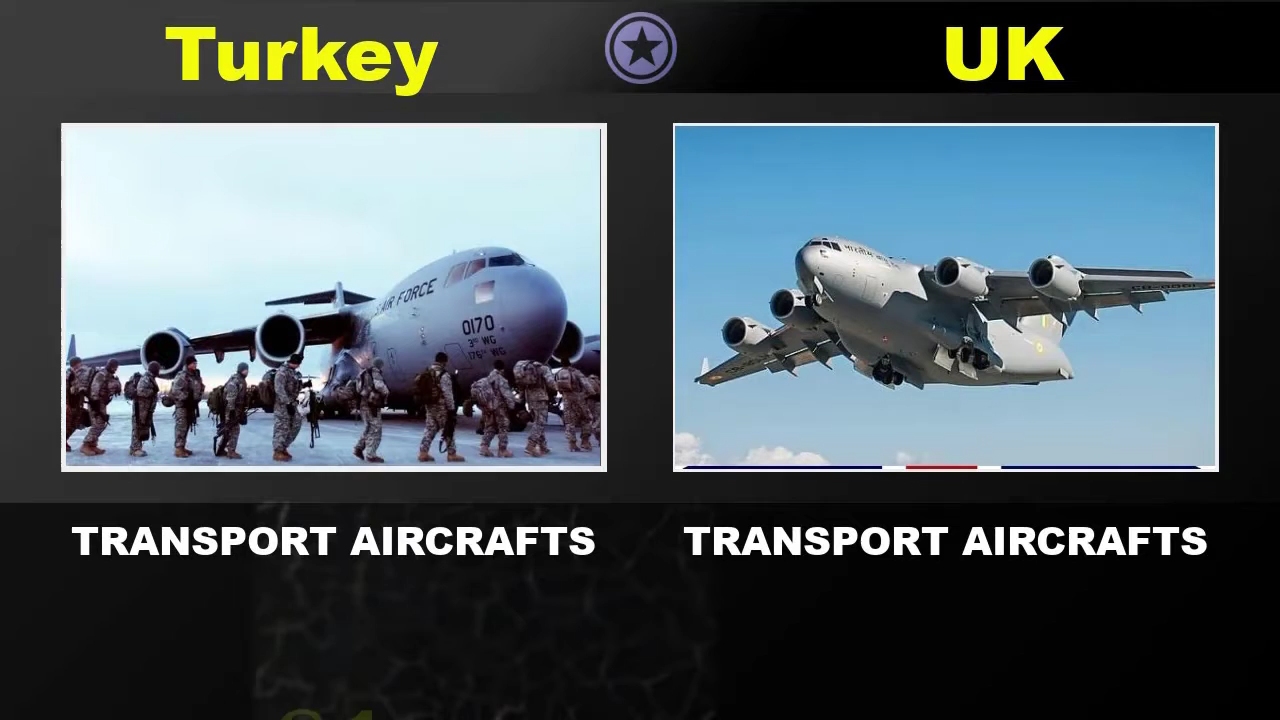 Turkey
UK
S.AIR FORCE
0170
3RD WG
176TH WG
TRANSPORT AIRCRAFTS
TRANSPORT AIRCRAFTS